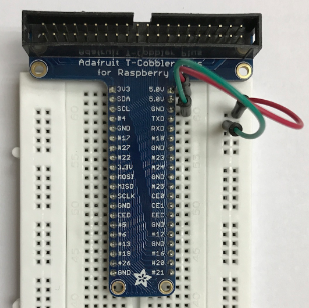 Adafruit T-Cobbler Plus
for Raspberry
3V3 5.0V
SDA 5.0V
SCL GND
#4 TXD
GND RXD
#17 #18
#27 GND
#22 #23
3.3V #24
MOSI GND
MISO #25
SCLK CE0
GND CE1
EED EEC
#5 GND
#6 #12
#13 GND
#19 #16
#26 #20
GND #21